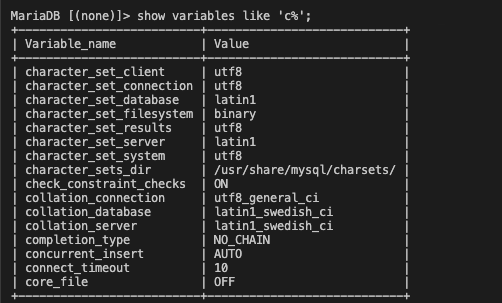 MariaDB [(none)]> show variables like 'c%';
+--------------------------+----------------------------+
| Variable_name            | Value                      |
+--------------------------+----------------------------+
| character_set_client     | utf8                       |
| character_set_connection | utf8                       |
| character_set_database   | latin1                     |
| character_set_filesystem | binary                     |
| character_set_results    | utf8                       |
| character_set_server     | latin1                     |
| character_set_system     | utf8                       |
| character_sets_dir       | /usr/share/mysql/charsets/ |
| check_constraint_checks  | ON                         |
| collation_connection     | utf8_general_ci            |
| collation_database       | latin1_swedish_ci          |
| collation_server         | latin1_swedish_ci          |
| completion_type          | NO_CHAIN                   |
| concurrent_insert        | AUTO                       |
| connect_timeout          | 10                         |
| core_file                | OFF                        |
+--------------------------+----------------------------+